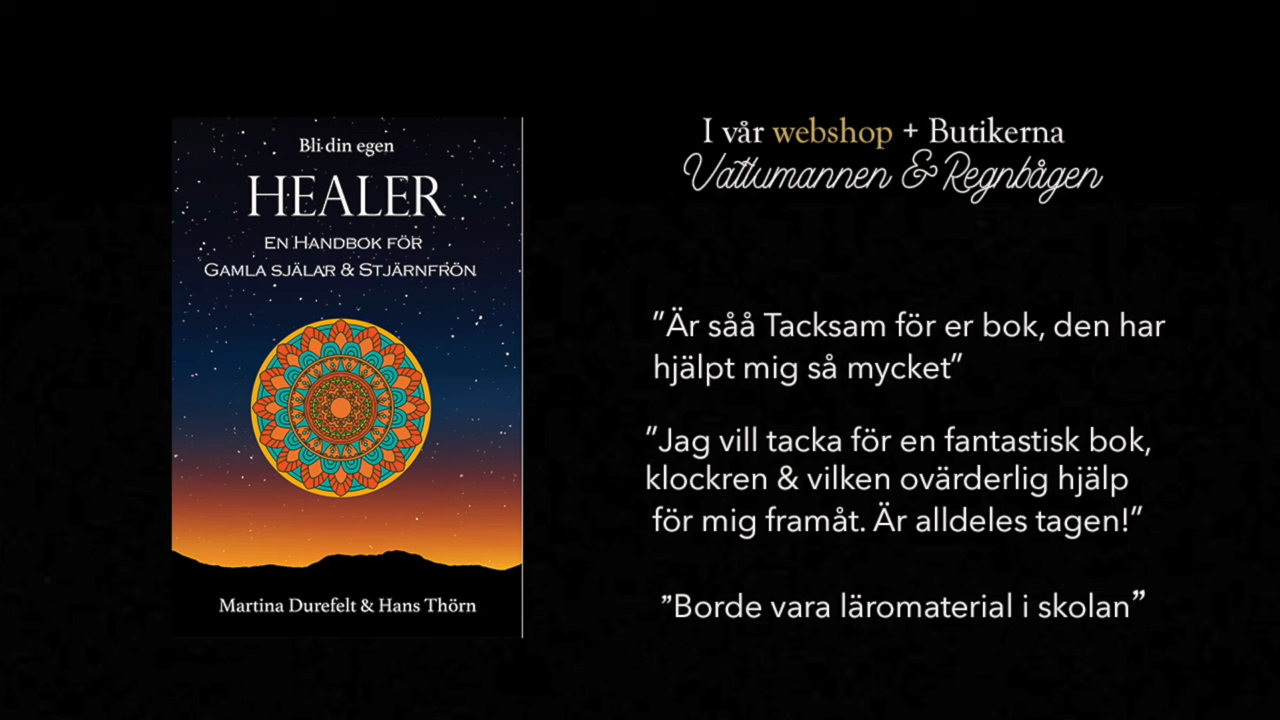 Bli din egen
HEALER
EN HANDBOK FÖR
GAMLA SJÄLAR & STJÄRNFRÖN
Martina Durefelt & Hans Thörn
I vår webshop + Butikerna
Vattumannen & Regnbågen
"Är såå Tacksam för er bok, den har
hjälpt mig så mycket"
"Jag vill tacka för en fantastisk bok,
klockren & vilken ovärderlig hjälp
för mig framåt. Är alldeles tagen!"
"Borde vara läromaterial i skolan"